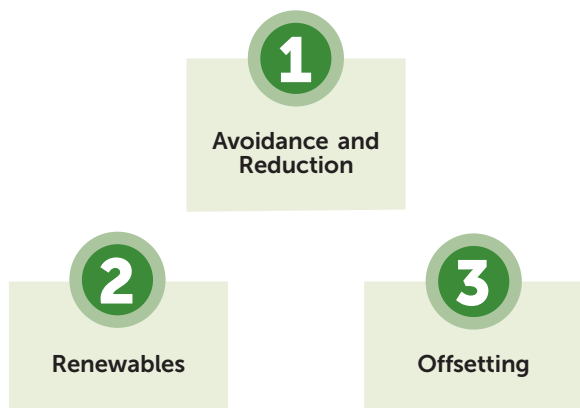 1
Avoidance and
Reduction
2
Renewables
3
Offsetting